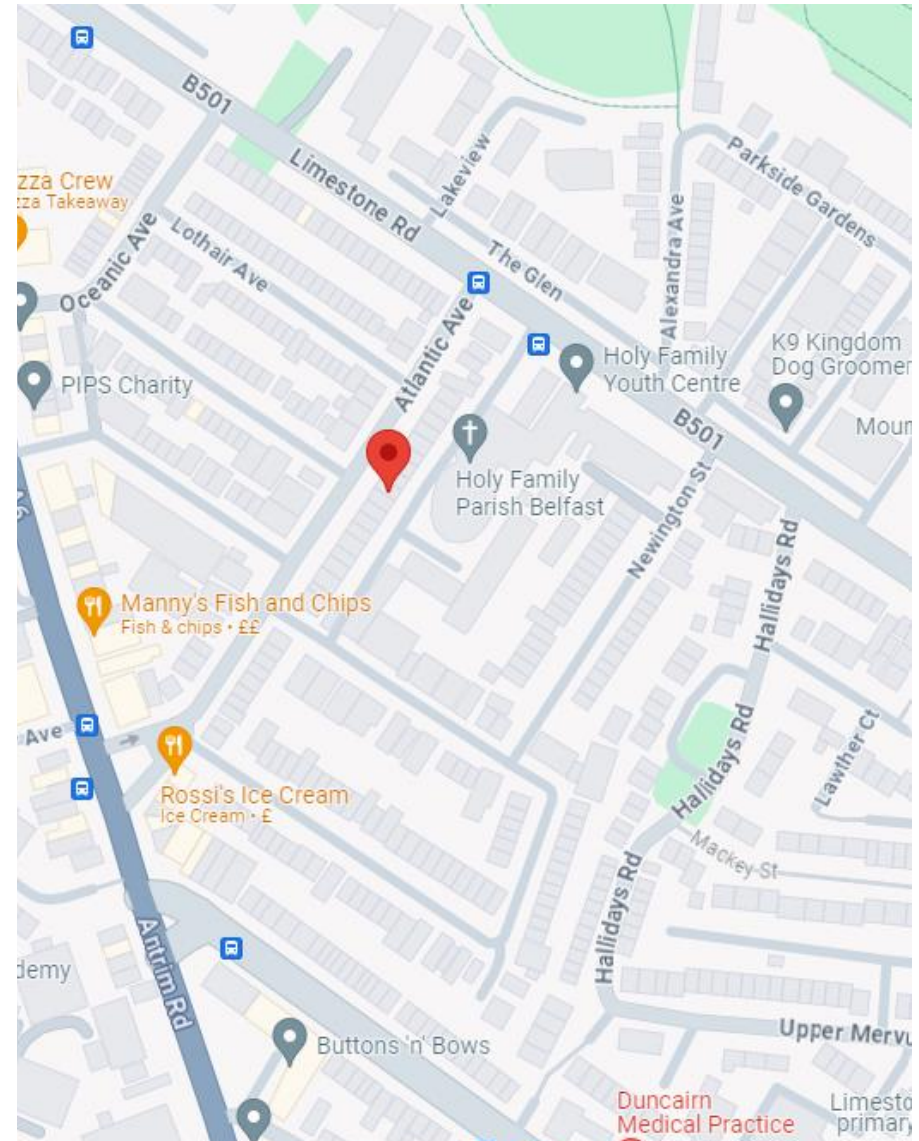 B501
Limestone Rd
Lakeview
Parkside Gardens
zza Crew
zza Takeaway
Lothair Ave
Oceanic Ave
The Glen
Alexandra Ave
Atlantic Ave
PIPS Charity
Holy Family
Youth Centre
K9 Kingdom
Dog Groomer
B501
Moun
Holy Family
Parish Belfast
Newington St
A6
Hallidays Rd
Manny's Fish and Chips
Fish & chips • ££
Ave
Rossi's Ice Cream
Ice Cream • £
Hallidays Rd
Lawther Ct
Mackey St
Hallidays Rd
Antrim Rd
demy
Buttons 'n' Bows
Upper Mervu
Duncairn
Medical Practice
Limesto
primary